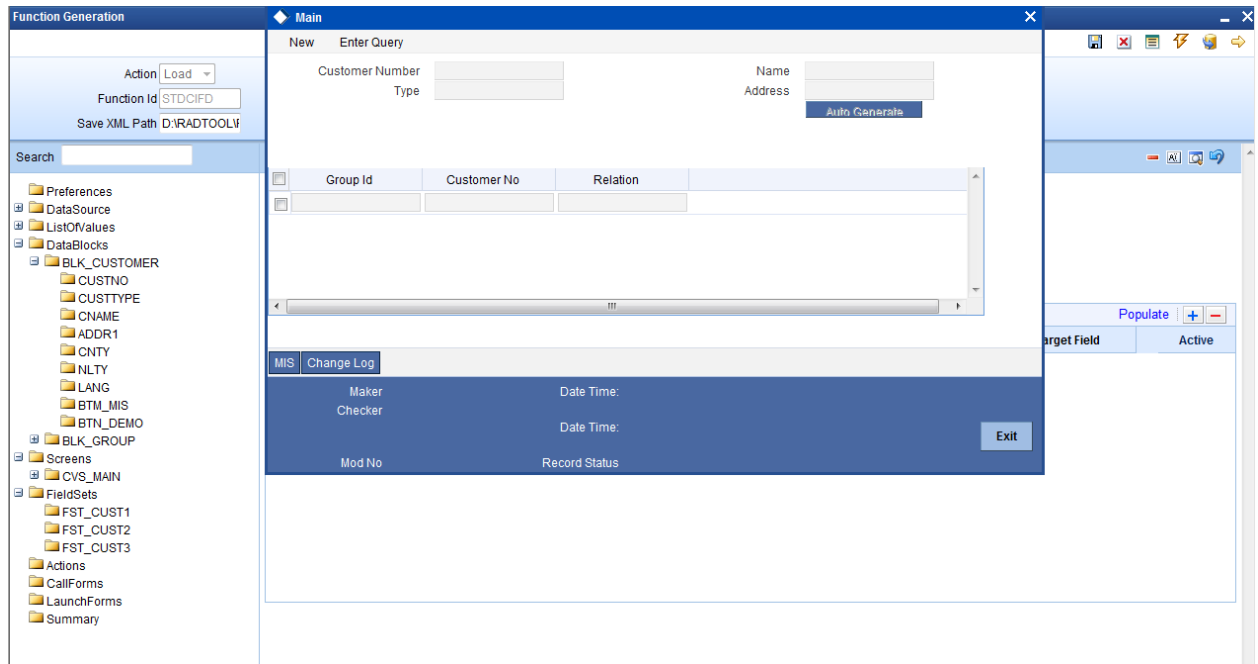 Function Generation
Main
New Enter Query
Action Load
Function Id STDCIFD
Save XML Path D:\RADTOOL\
Customer Number Name
Type Address
Auto Generate
Search
Group Id Customer No Relation
Preferences
DataSource
ListOfValues
DataBlocks
BLK_CUSTOMER
CUSTNO
CUSTTYPE
CNAME
ADDR1
CNTY
NLTY
LANG
BTM_MIS
BTN_DEMO
BLK_GROUP
Screens
CVS_MAIN
FieldSets
FST_CUST1
FST_CUST2
FST_CUST3
Actions
CallForms
LaunchForms
Summary
Populate
arget Field Active
MIS Change Log
Maker Date Time:
Checker
Date Time:
Exit
Mod No Record Status